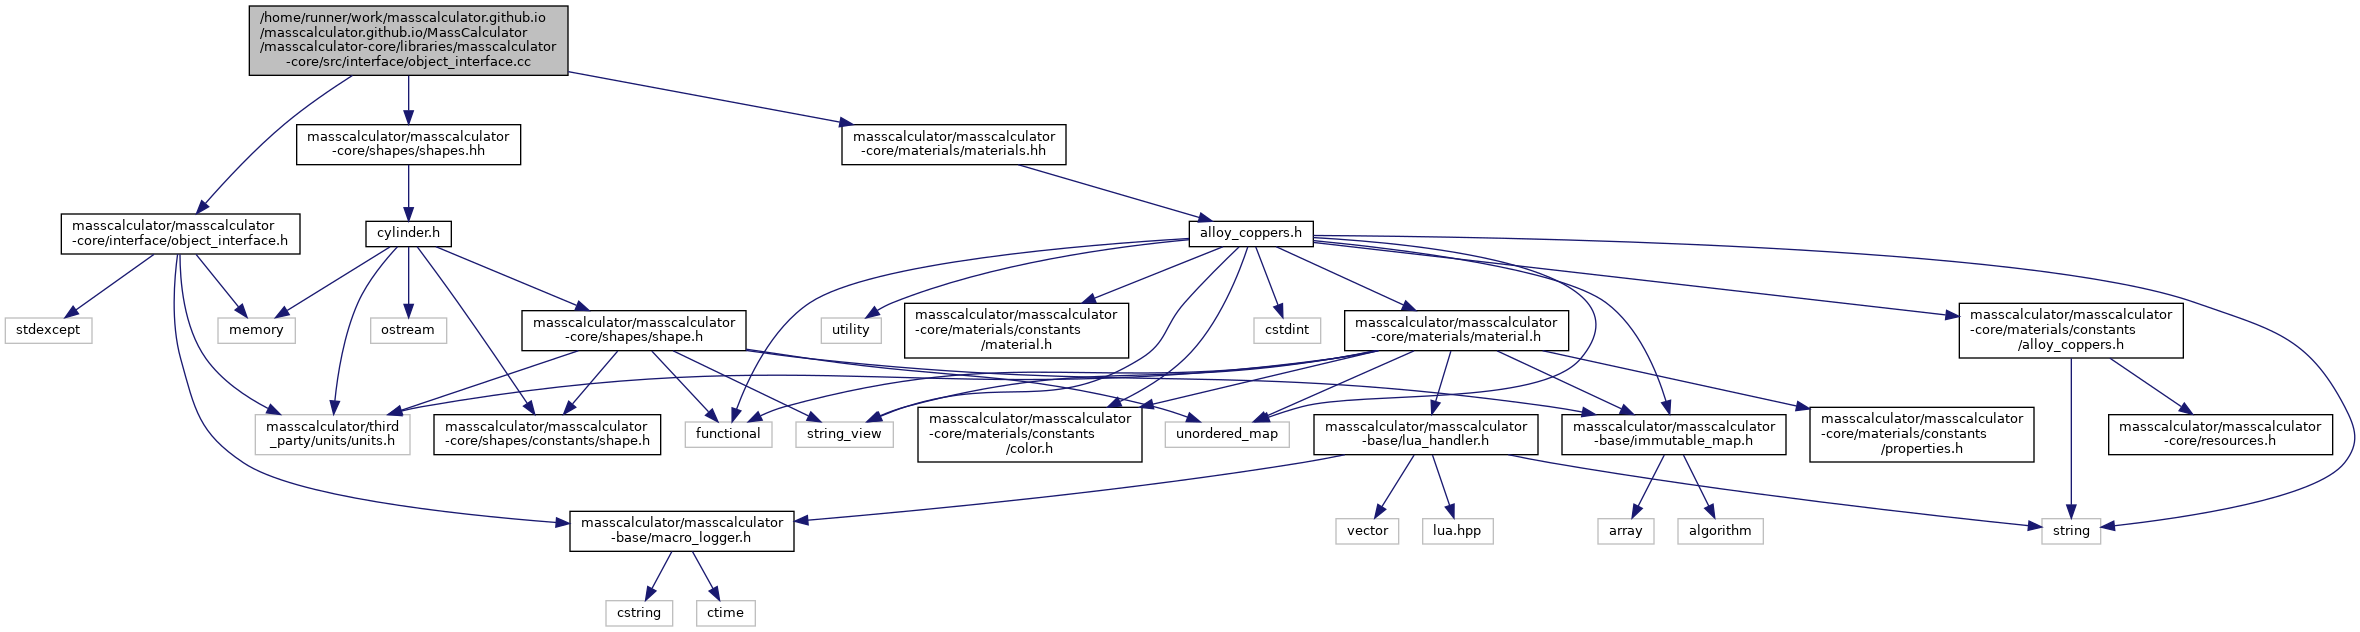 /home/runner/work/masscalculator.github.io
/masscalculator.github.io/MassCalculator
/masscalculator-core/libraries/masscalculator
-core/src/interface/object_interface.cc
masscalculator/masscalculator
-core/shapes/shapes.hh
masscalculator/masscalculator
-core/materials/materials.hh
masscalculator/masscalculator
-core/interface/object_interface.h
cylinder.h
alloy_coppers.h
stdexcept
memory
ostream
masscalculator/masscalculator
-core/shapes/shape.h
utility
masscalculator/masscalculator
-core/materials/constants
/material.h
cstdint
masscalculator/masscalculator
-core/materials/material.h
masscalculator/masscalculator
-core/materials/constants
/alloy_coppers.h
masscalculator/third
_party/units/units.h
masscalculator/masscalculator
-core/shapes/constants/shape.h
functional
string_view
masscalculator/masscalculator
-core/materials/constants
/color.h
unordered_map
masscalculator/masscalculator
-base/lua_handler.h
masscalculator/masscalculator
-base/immutable_map.h
masscalculator/masscalculator
-core/materials/constants
/properties.h
masscalculator/masscalculator
-core/resources.h
masscalculator/masscalculator
-base/macro_logger.h
vector
lua.hpp
array
algorithm
string
cstring
ctime